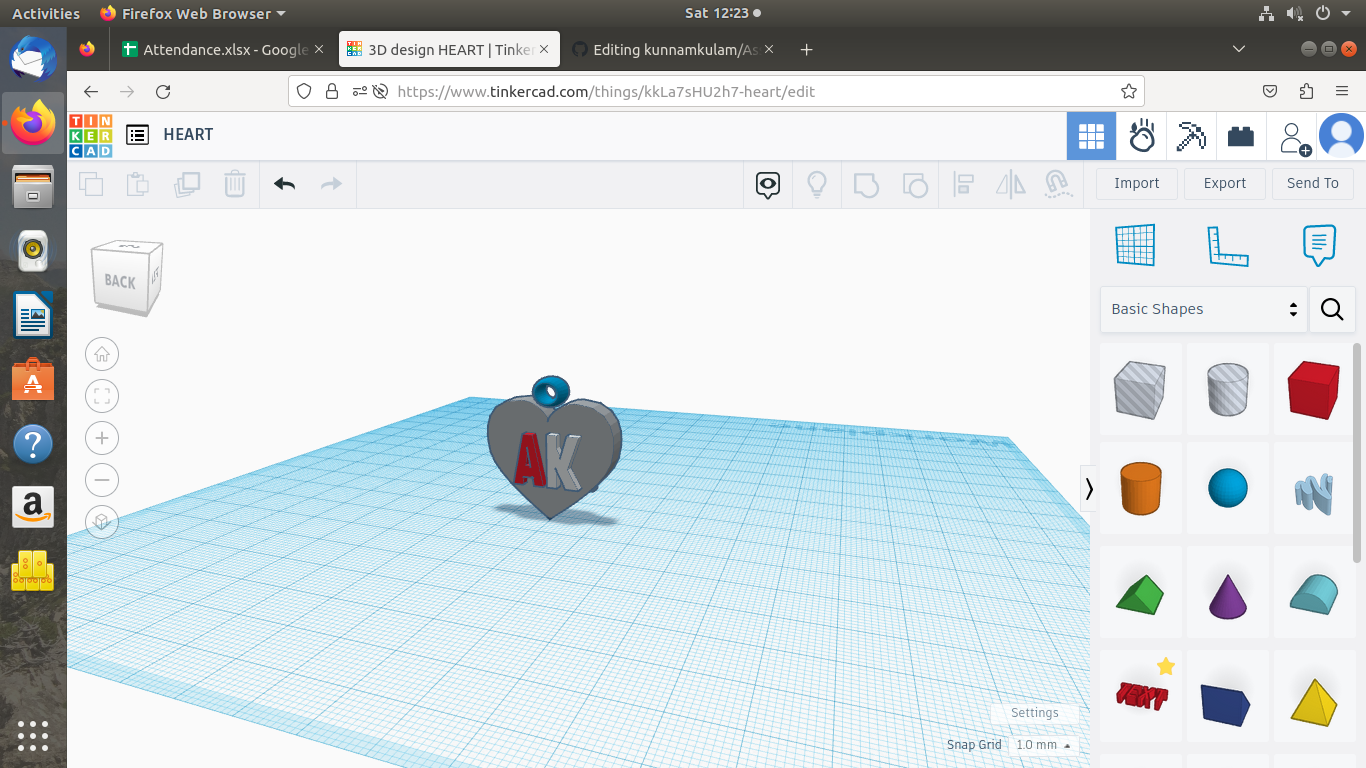 Activities
Firefox Web Browser
Sat 12:23
Attendance.xlsx - Google
3D design HEART | Tinker
Editing kunnamkulam/As
https://www.tinkercad.com/things/kkLa7sHU2h7-heart/edit
TIN
KER
CAD
HEART
Import
Export
Send To
BACK
Basic Shapes
AK
TEXT
Settings
Snap Grid
1.0 mm